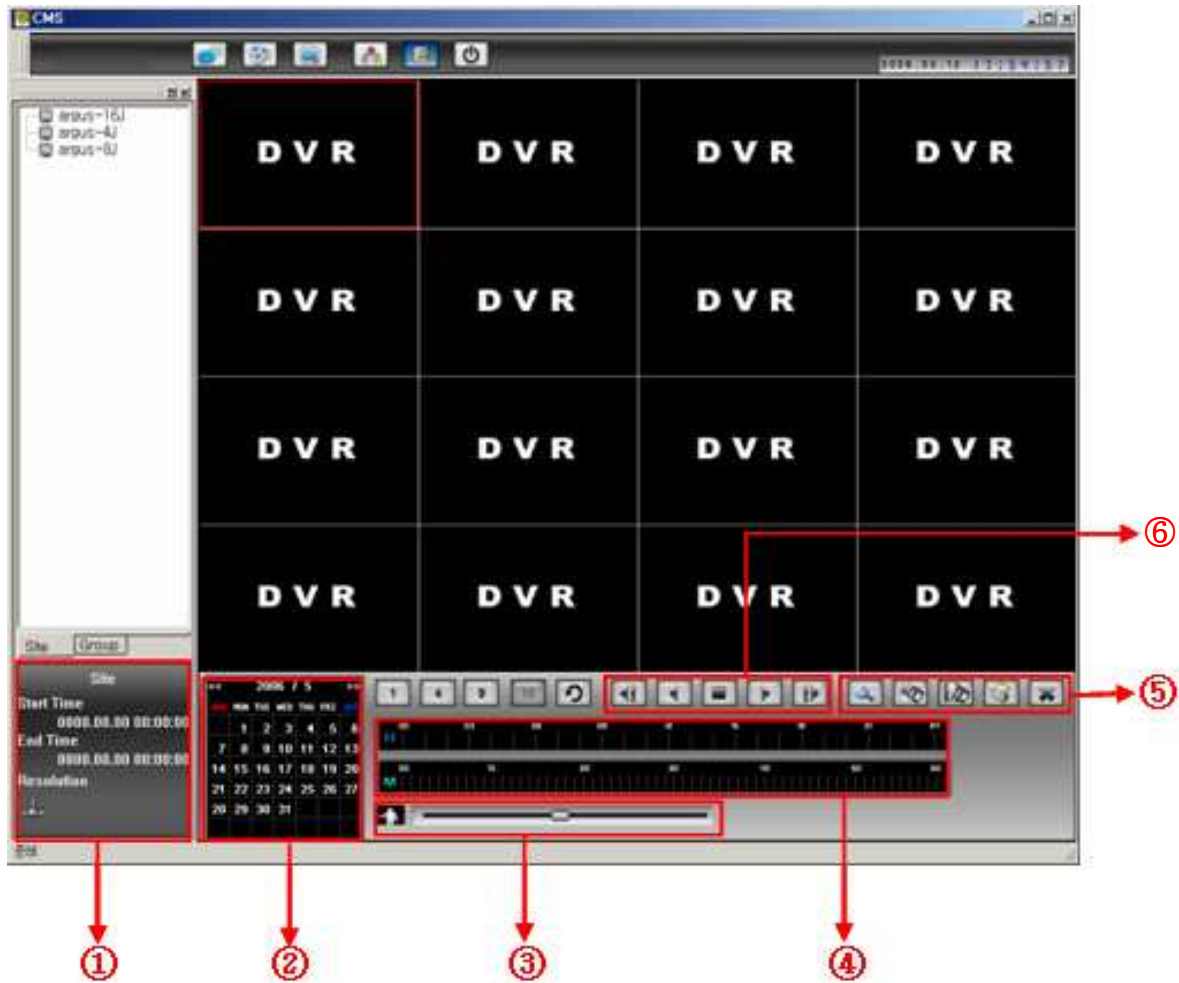 CMS
argus-16J
argus-4J
argus-8J
DVR DVR DVR DVR
DVR DVR DVR DVR
DVR DVR DVR DVR
DVR DVR DVR DVR
⑥
Site Group
Site
Start Time
0000.00.00 00:00:00
End Time
0000.00.00 00:00:00
Resolution
<< 2006 / 5 >>
MON TUE WED THU FRI
1 2 3 4 5 6
7 8 9 10 11 12 13
14 15 16 17 18 19 20
21 22 23 24 25 26 27
28 29 30 31
1 4 9 16
H
M
⑤
① ② ③ ④